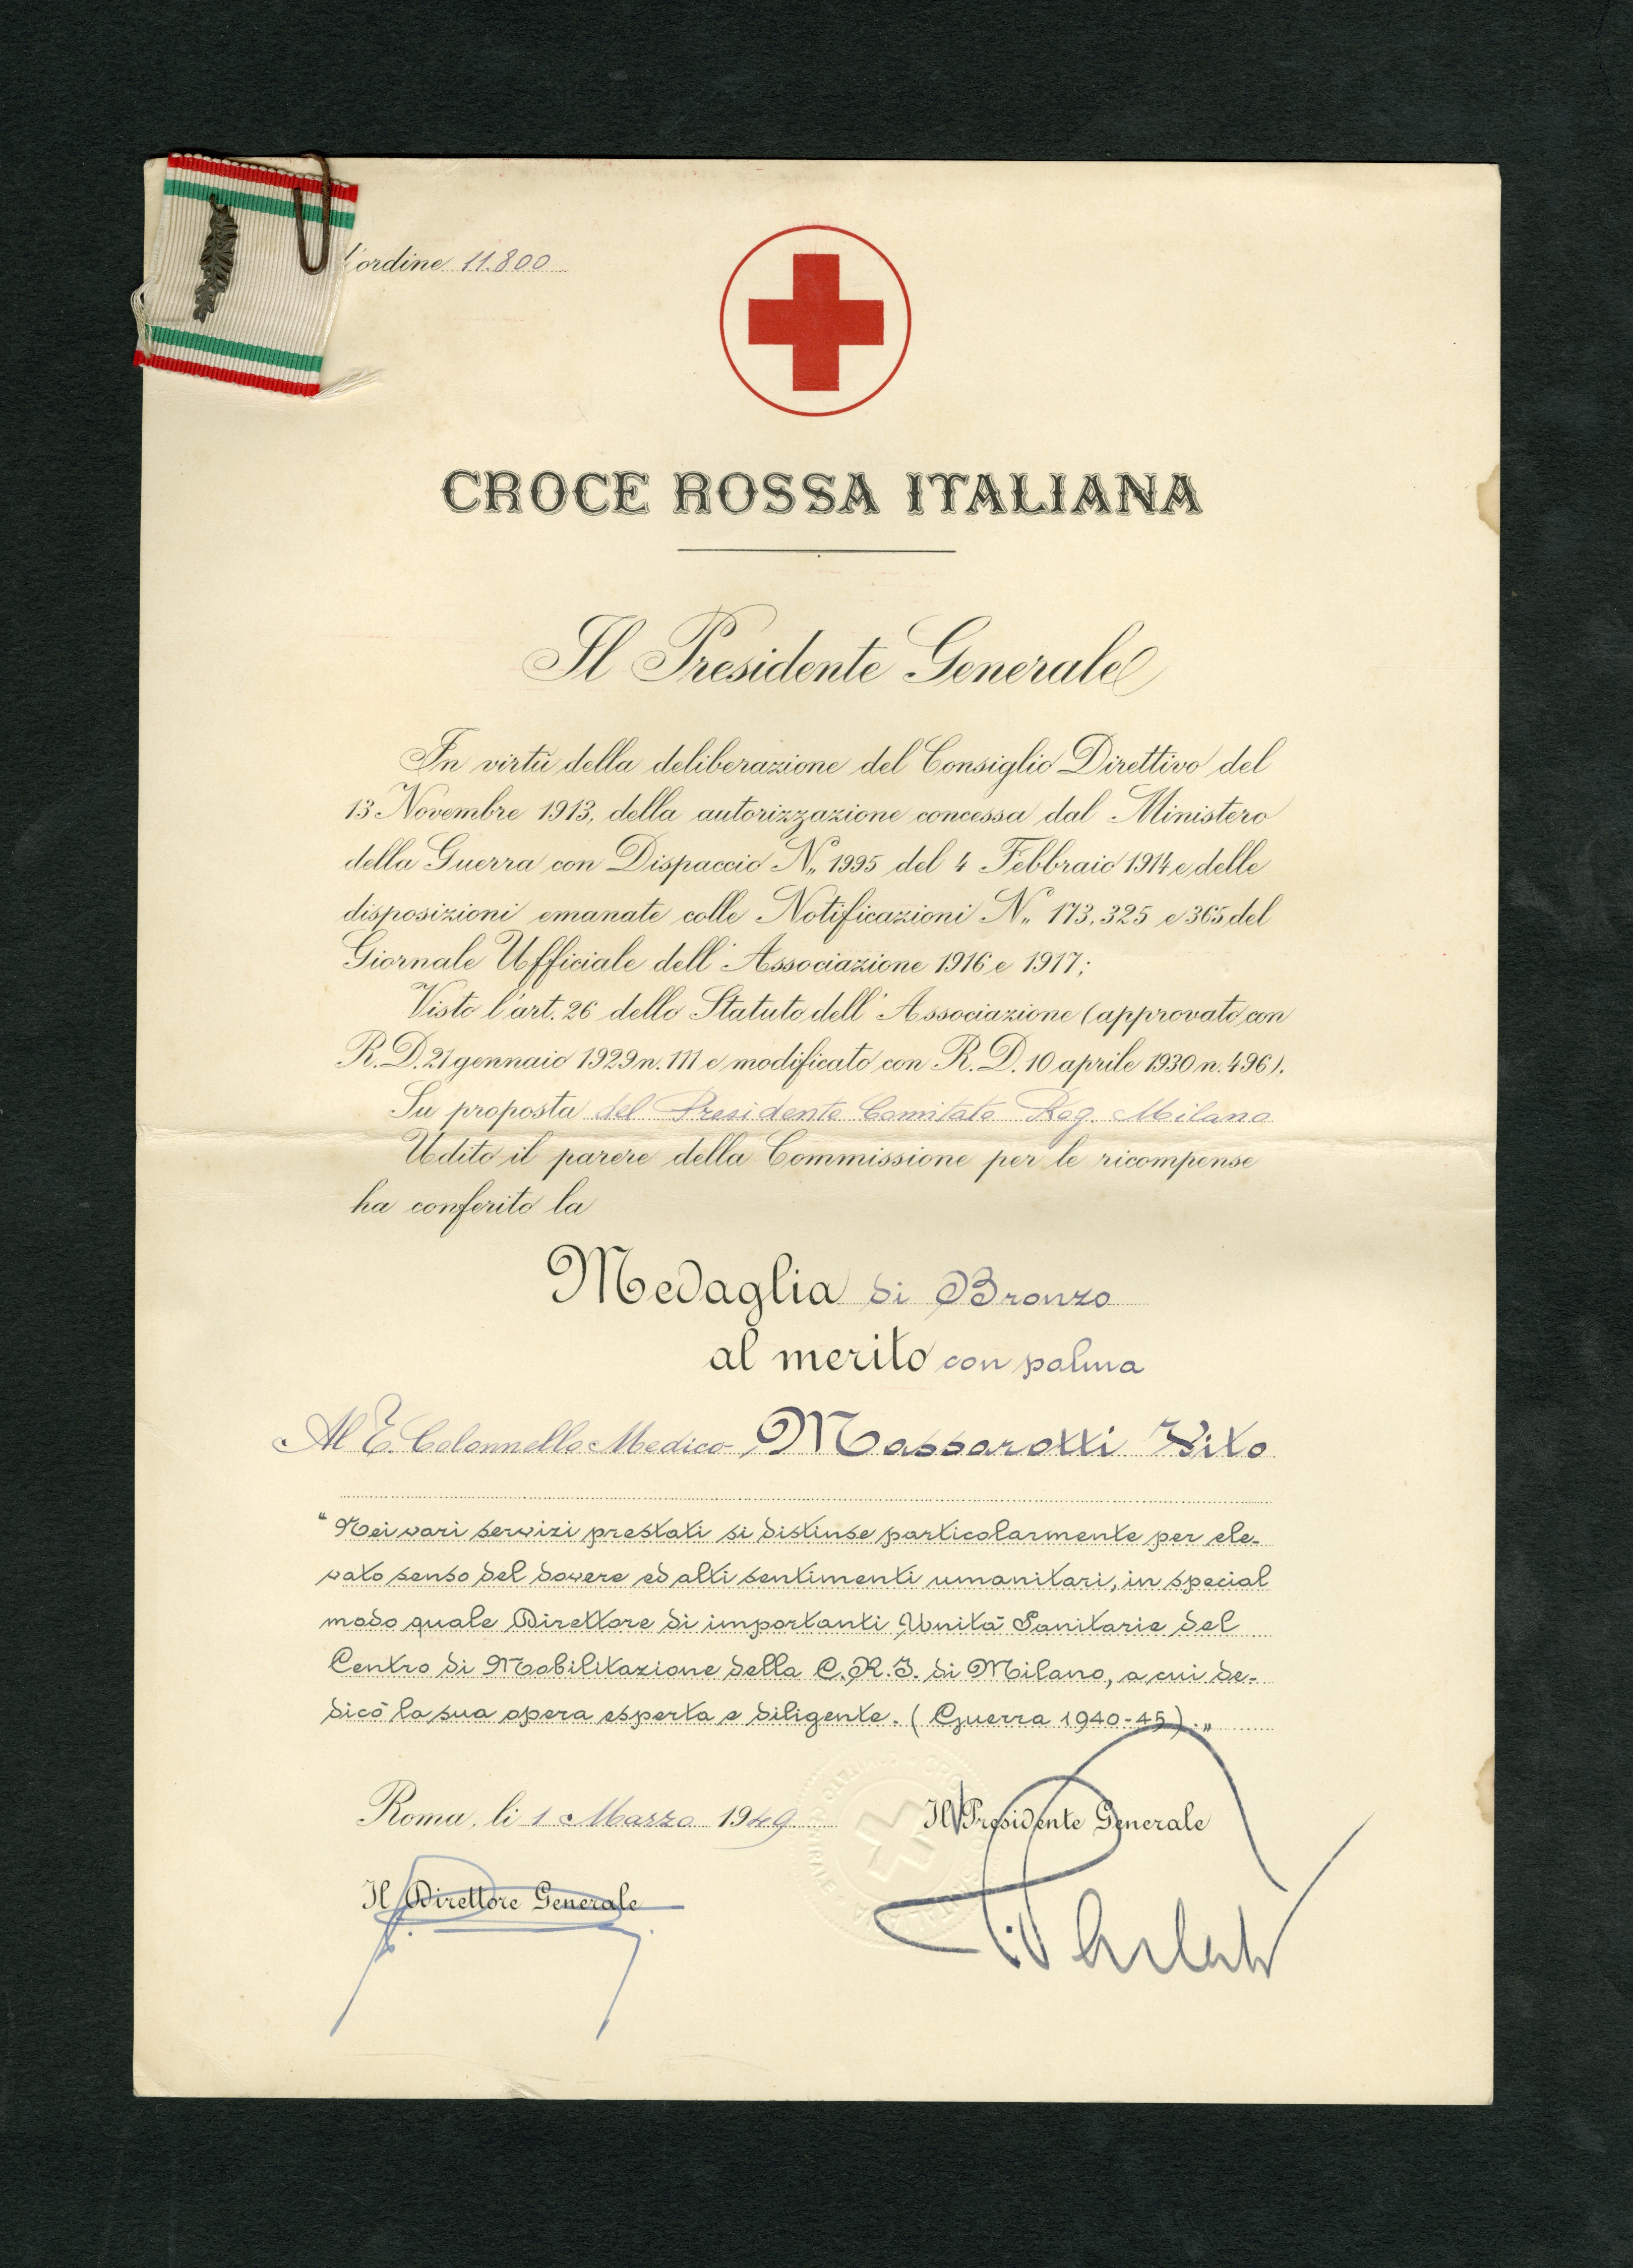 l'ordine 11.800
CROCE ROSSA ITALIANA
Il Presidente Generale
In virtù della deliberazione del Consiglio Direttivo del
13 Novembre 1913, della autorizzazione concessa dal Ministero
della Guerra con Dispaccio N. 1995 del 4 Febbraio 1914 e delle
disposizioni emanate colle Notificazioni N. 173, 325 e 365 del
Giornale Ufficiale dell'Associazione 1916 e 1917;
Visto l'art. 26 dello Statuto dell'Associazione (approvato con
R.D. 21 gennaio 1929 n. 111 e modificato con R.D. 10 aprile 1930 n. 496).
Su proposta del Presidente Comitato Reg. Milano
Udito il parere della Commissione per le ricompense
ha conferito la
Medaglia di Bronzo
al merito con palma
Al T. Colonnello Medico Massarotti Vito
"Nei vari servizi prestati si distinse particolarmente per ele-
vato senso del dovere ed alti sentimenti umanitari, in special
modo quale Direttore di importanti Unità Sanitarie del
Centro di Mobilitazione della C.R.I. di Milano, a cui de-
dicò la sua opera esperta e diligente. (Guerra 1940-45)."
Roma, li 1 Marzo 1949
Il Presidente Generale
Il Direttore Generale